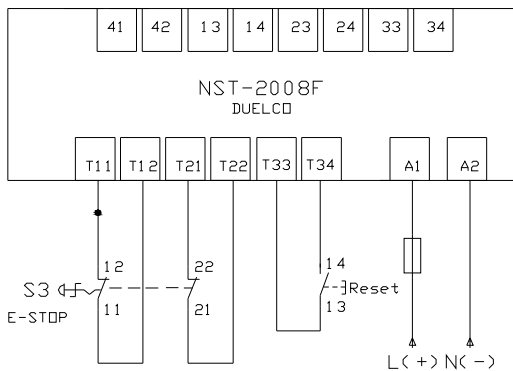 41 42 13 14 23 24 33 34
NST-2008F
DUELCO
T11 T12 T21 T22 T33 T34 A1 A2
12 22 14
S3 Reset
11 21 13
E-STOP
L(+) N(-)